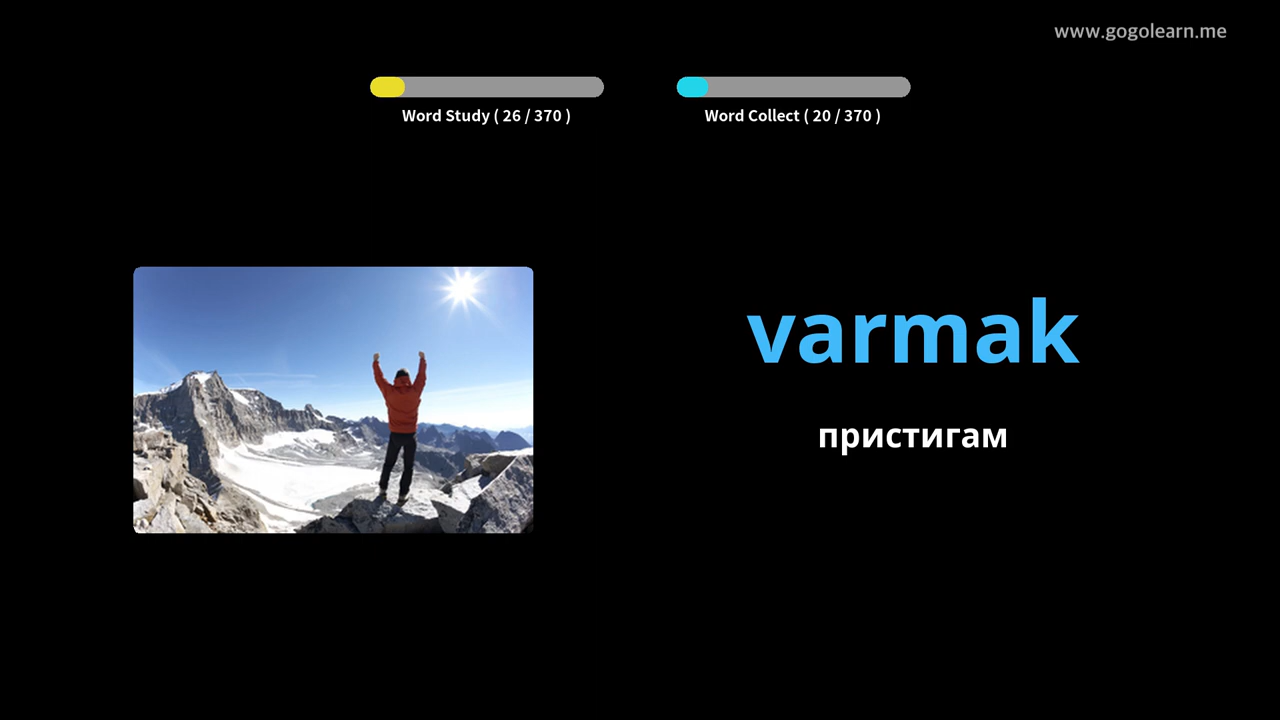 www.gogolearn.me
Word Study ( 26 / 370 )
Word Collect ( 20 / 370 )
varmak
пристигам